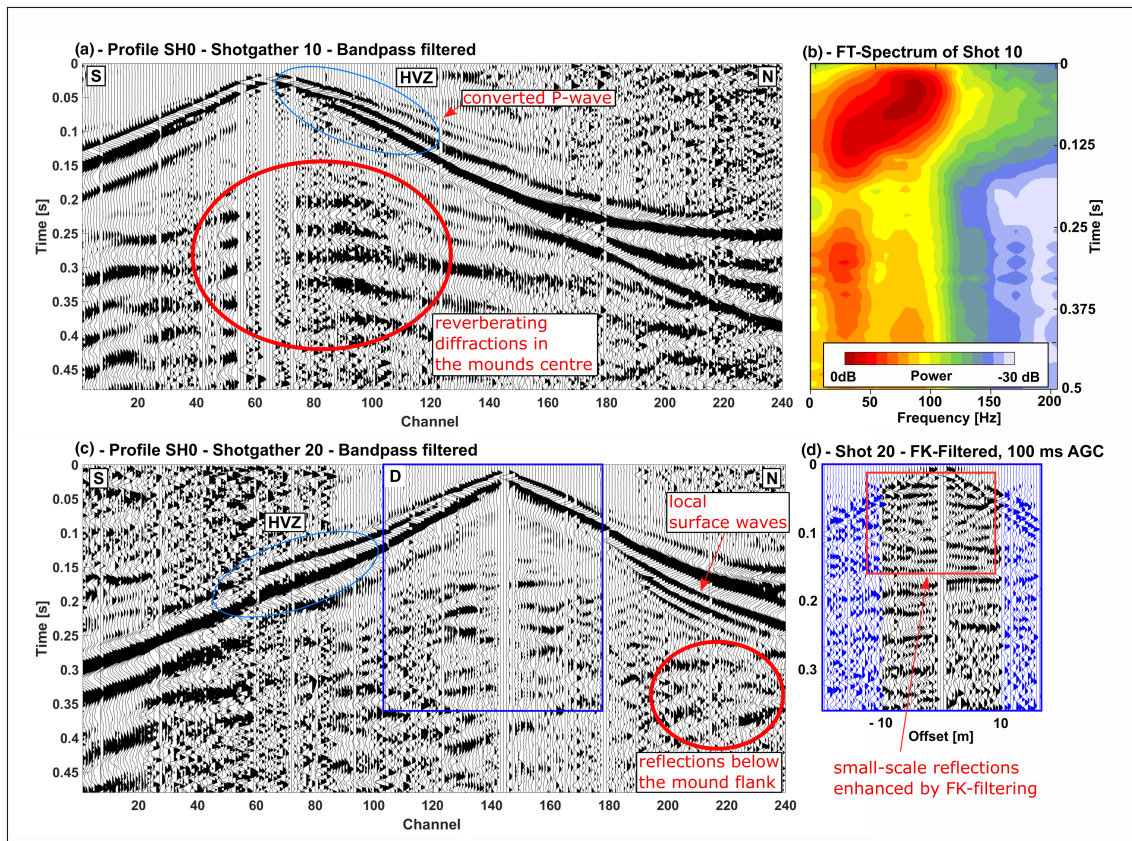 (a) - Profile SH0 - Shotgather 10 - Bandpass filtered
S
HVZ
N
converted P-wave
reverberating
diffractions in
the mounds centre
Time [s]
0
0.05
0.1
0.15
0.2
0.25
0.3
0.35
0.4
0.45
20 40 60 80 100 120 140 160 180 200 220 240
Channel
(b) - FT-Spectrum of Shot 10
0
0.125
0.25
0.375
0.5
Time [s]
0dB Power -30 dB
0 50 100 150 200
Frequency [Hz]
(c) - Profile SH0 - Shotgather 20 - Bandpass filtered
S
D
N
HVZ
local
surface waves
reflections below
the mound flank
Time [s]
0
0.05
0.1
0.15
0.2
0.25
0.3
0.35
0.4
0.45
20 40 60 80 100 120 140 160 180 200 220 240
Channel
(d) - Shot 20 - FK-Filtered, 100 ms AGC
0
0.1
0.2
0.3
- 10 10
Offset [m]
small-scale reflections
enhanced by FK-filtering